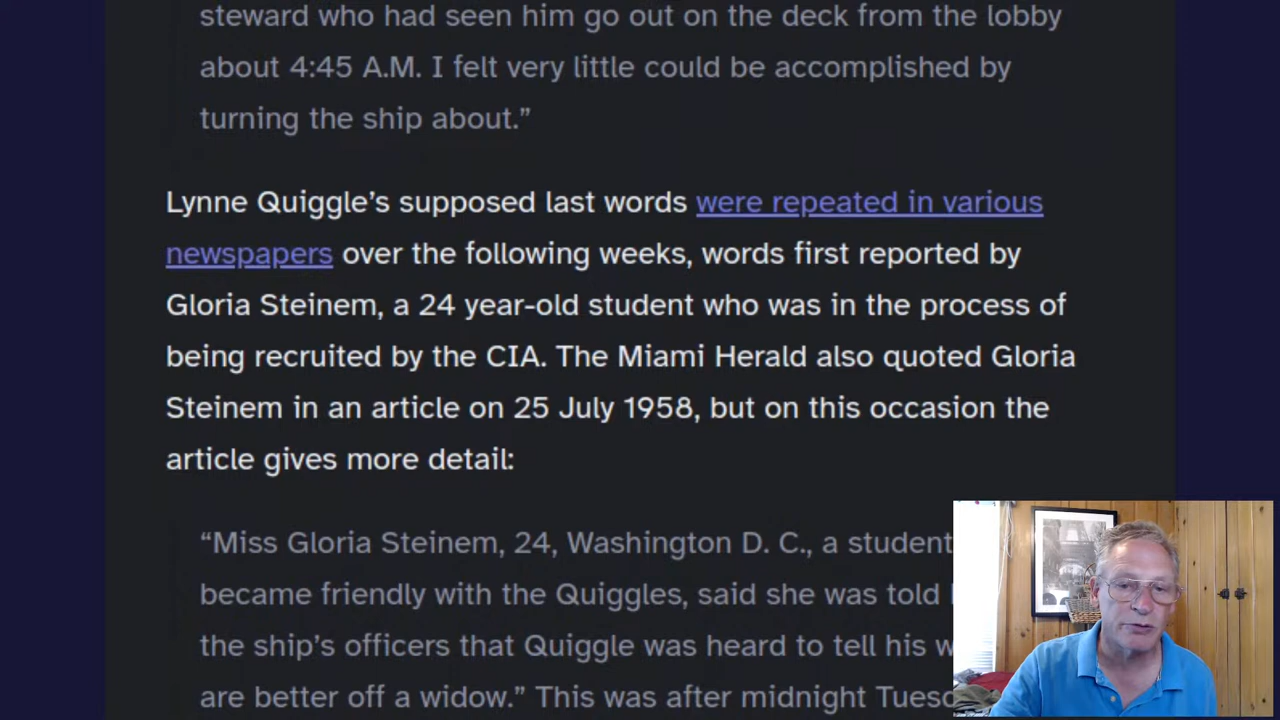 steward who had seen him go out on the deck from the lobby
about 4:45 A.M. I felt very little could be accomplished by
turning the ship about.”
Lynne Quiggle’s supposed last words were repeated in various
newspapers over the following weeks, words first reported by
Gloria Steinem, a 24 year-old student who was in the process of
being recruited by the CIA. The Miami Herald also quoted Gloria
Steinem in an article on 25 July 1958, but on this occasion the
article gives more detail:
“Miss Gloria Steinem, 24, Washington D. C., a student
became friendly with the Quiggles, said she was told
the ship’s officers that Quiggle was heard to tell his
are better off a widow.” This was after midnight